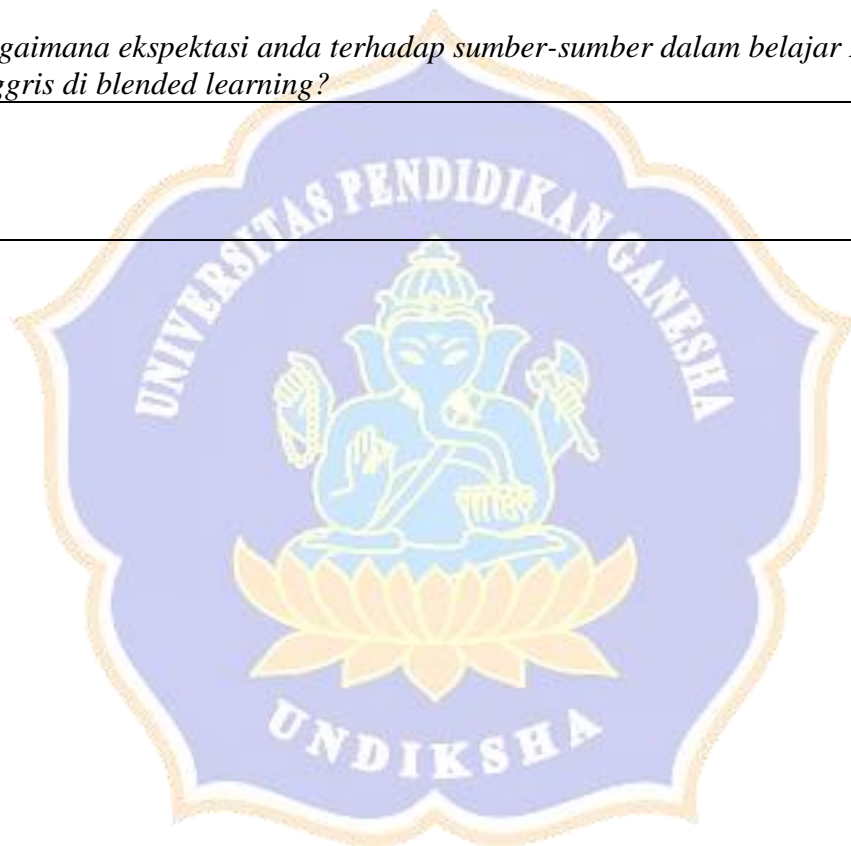 gaimana ekspektasi anda terhadap sumber-sumber dalam belajar
ggris di blended learning?
UNIVERSITAS PENDIDIKAN GANESHA
UNDIKSHA